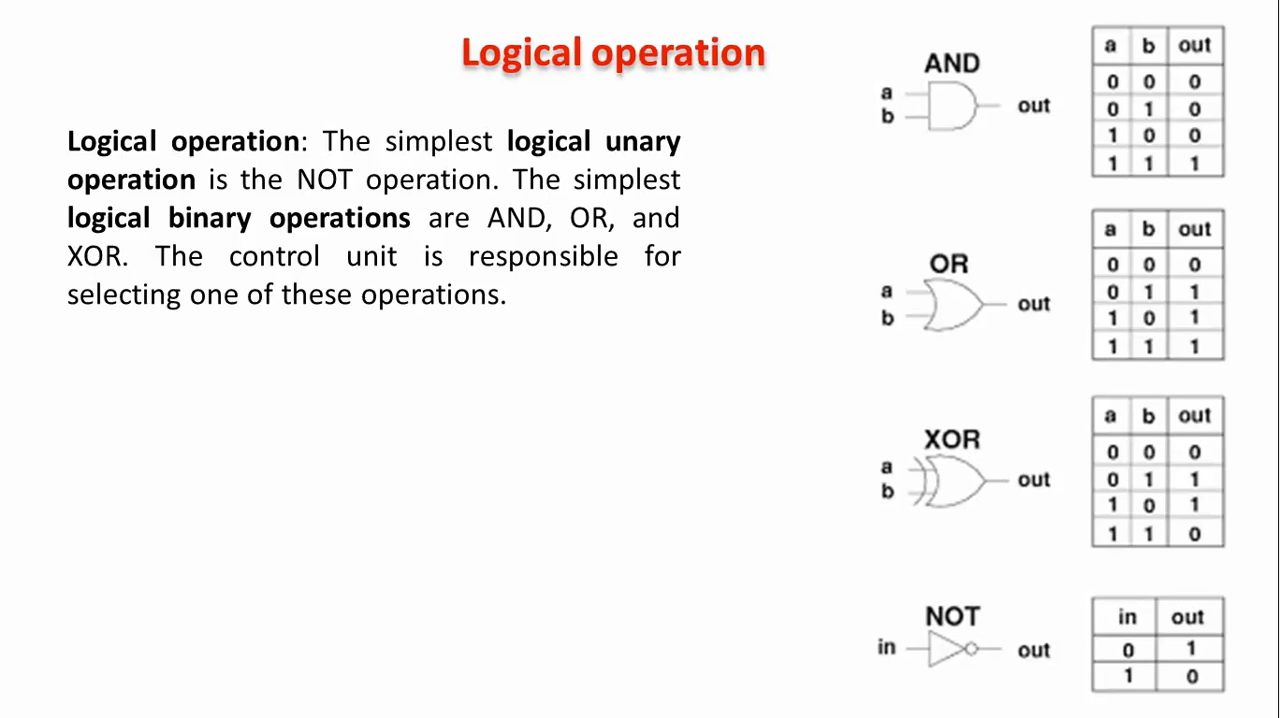 Logical operation
Logical operation: The simplest logical unary
operation is the NOT operation. The simplest
logical binary operations are AND, OR, and
XOR. The control unit is responsible for
selecting one of these operations.
AND
a
b
out
a b out
0 0 0
0 1 0
1 0 0
1 1 1
OR
a
b
out
a b out
0 0 0
0 1 1
1 0 1
1 1 1
XOR
a
b
out
a b out
0 0 0
0 1 1
1 0 1
1 1 0
NOT
in
out
in out
0 1
1 0